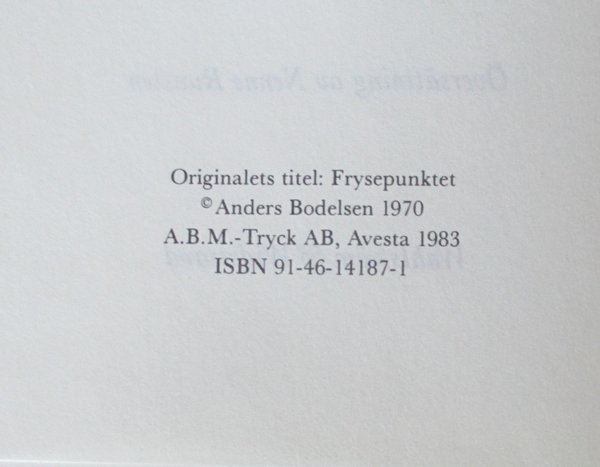 Originalets titel: Frysepunktet
© Anders Bodelsen 1970
A.B.M.-Tryck AB, Avesta 1983
ISBN 91-46-14187-1